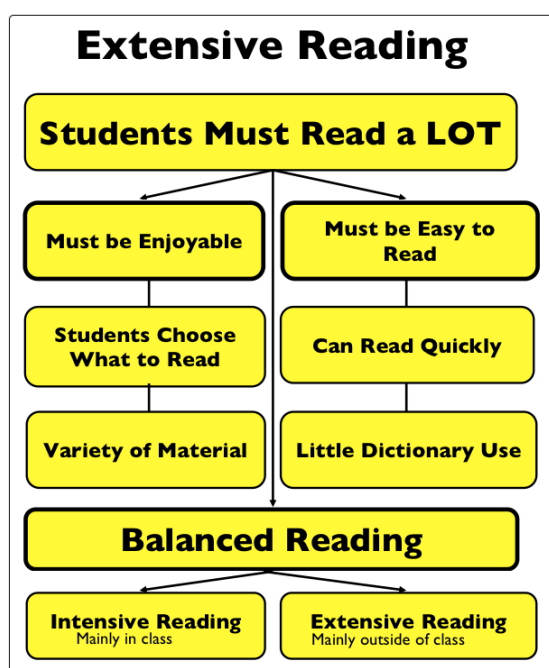 Extensive Reading
Students Must Read a LOT
Must be Enjoyable
Must be Easy to
Read
Students Choose
What to Read
Can Read Quickly
Variety of Material
Little Dictionary Use
Balanced Reading
Intensive Reading
Mainly in class
Extensive Reading
Mainly outside of class